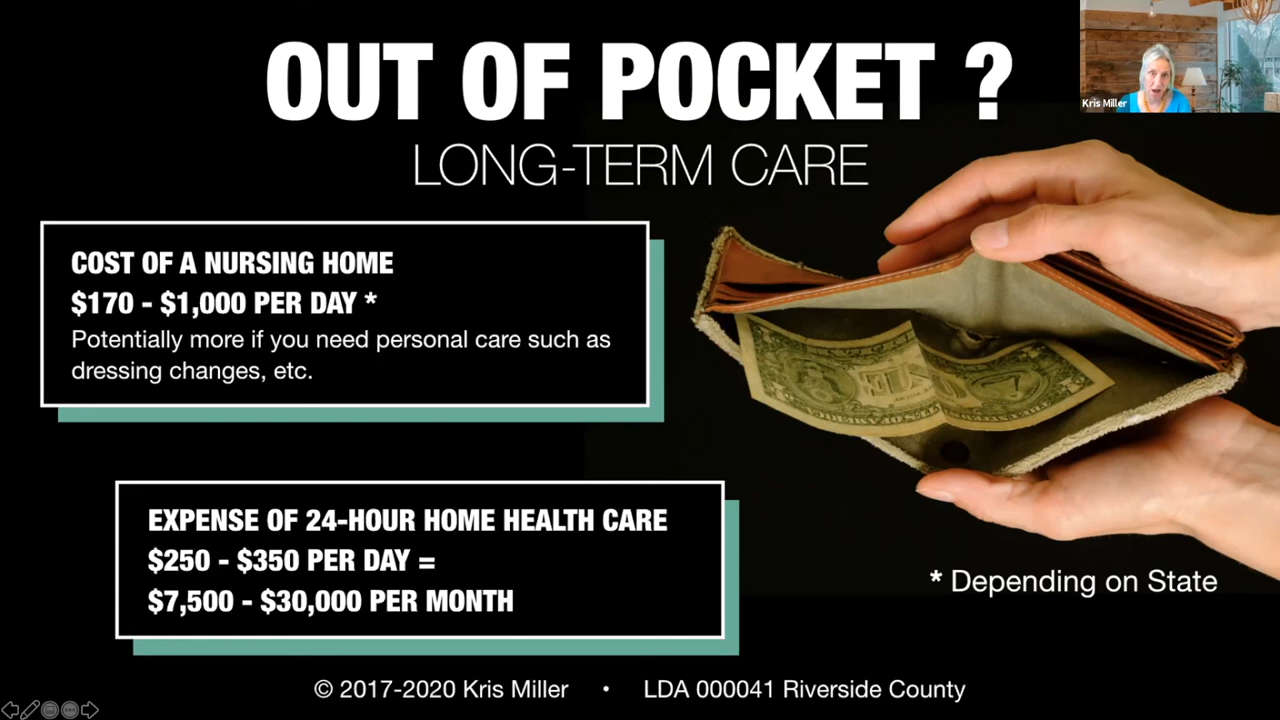 OUT OF POCKET ?
Kris Miller
LONG-TERM CARE
COST OF A NURSING HOME
$170 - $1,000 PER DAY *
Potentially more if you need personal care such as
dressing changes, etc.
EXPENSE OF 24-HOUR HOME HEALTH CARE
$250 - $350 PER DAY =
$7,500 - $30,000 PER MONTH
* Depending on State
© 2017-2020 Kris Miller • LDA 000041 Riverside County